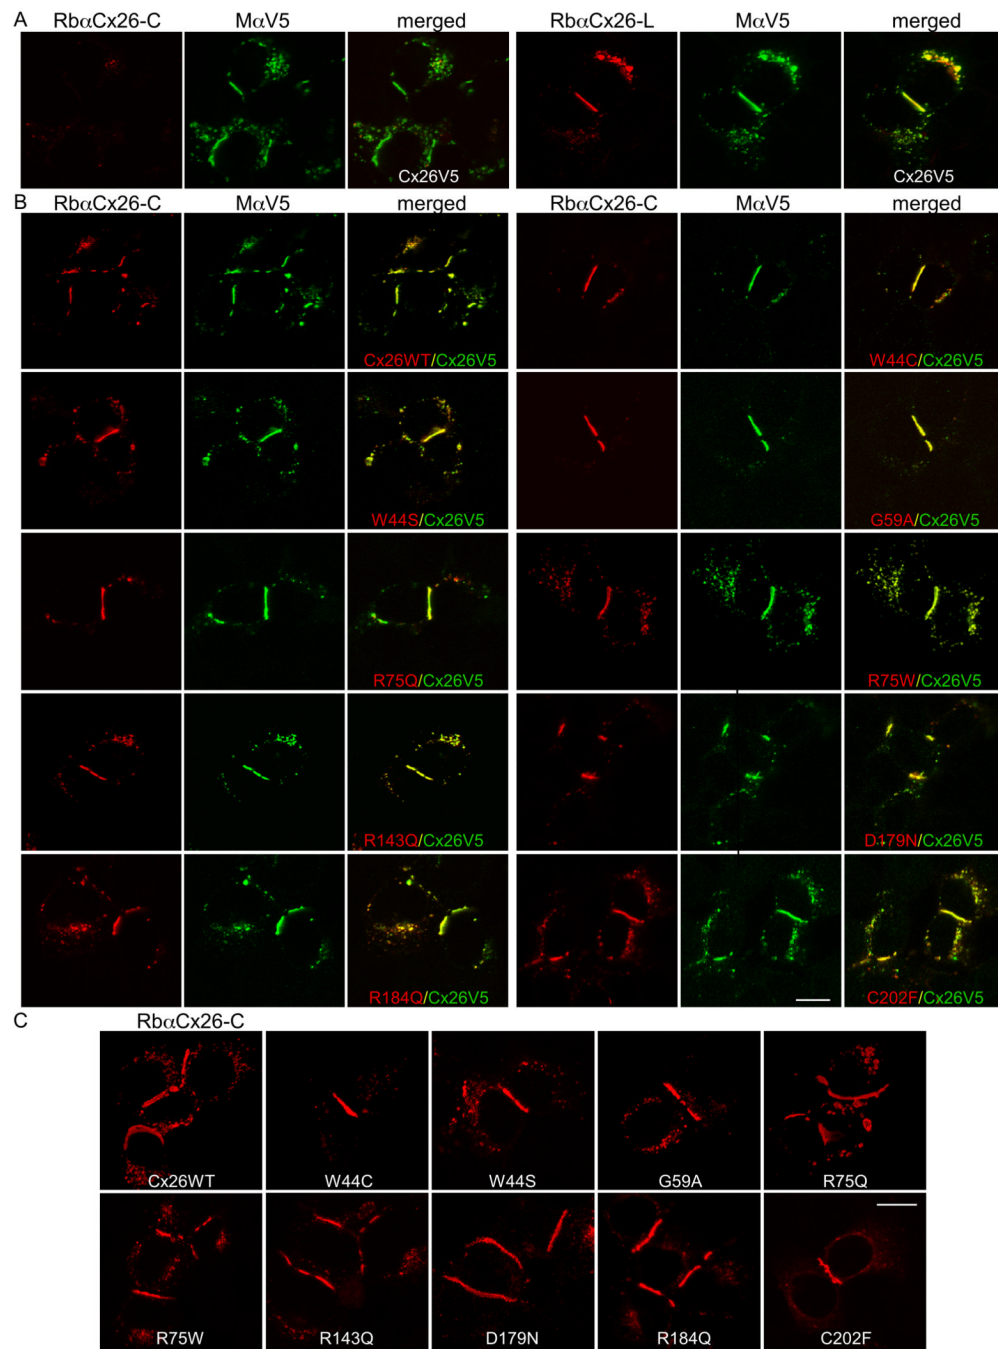 A
RbαCx26-C MαV5 merged RbαCx26-L MαV5 merged
Cx26V5 Cx26V5
B
RbαCx26-C MαV5 merged RbαCx26-C MαV5 merged
Cx26WT/Cx26V5 W44C/Cx26V5
W44S/Cx26V5 G59A/Cx26V5
R75Q/Cx26V5 R75W/Cx26V5
R143Q/Cx26V5 D179N/Cx26V5
R184Q/Cx26V5 C202F/Cx26V5
C
RbαCx26-C
Cx26WT W44C W44S G59A R75Q
R75W R143Q D179N R184Q C202F